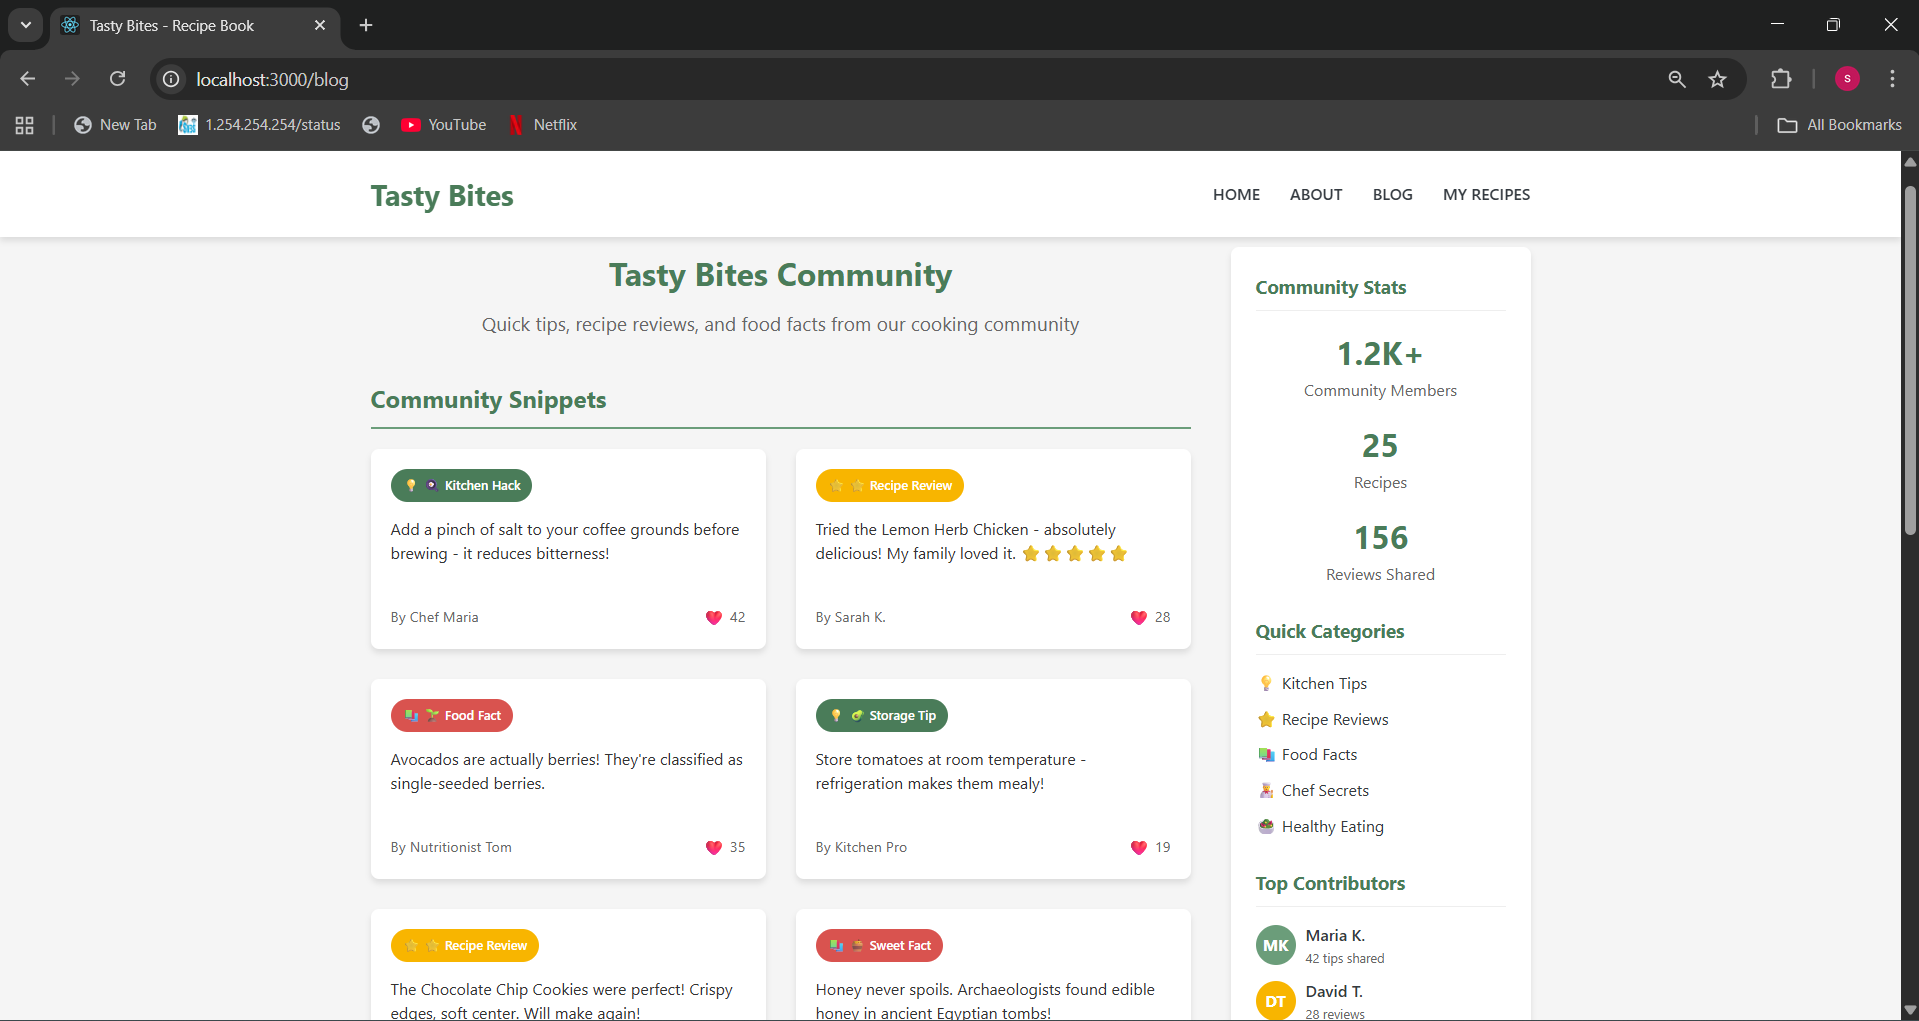 Tasty Bites - Recipe Book
localhost:3000/blog
S
New Tab
1.254.254.254/status
YouTube
Netflix
All Bookmarks
Tasty Bites
HOME
ABOUT
BLOG
MY RECIPES
Tasty Bites Community
Quick tips, recipe reviews, and food facts from our cooking community
Community Snippets
💡 🍳 Kitchen Hack
Add a pinch of salt to your coffee grounds before
brewing - it reduces bitterness!
By Chef Maria
❤️ 42
⭐ ⭐ Recipe Review
Tried the Lemon Herb Chicken - absolutely
delicious! My family loved it. ⭐⭐⭐⭐⭐
By Sarah K.
❤️ 28
📚 🌱 Food Fact
Avocados are actually berries! They're classified as
single-seeded berries.
By Nutritionist Tom
❤️ 35
💡 🥑 Storage Tip
Store tomatoes at room temperature -
refrigeration makes them mealy!
By Kitchen Pro
❤️ 19
⭐ ⭐ Recipe Review
The Chocolate Chip Cookies were perfect! Crispy
edges, soft center. Will make again!
📚 🍯 Sweet Fact
Honey never spoils. Archaeologists found edible
honey in ancient Egyptian tombs!
Community Stats
1.2K+
Community Members
25
Recipes
156
Reviews Shared
Quick Categories
💡 Kitchen Tips
⭐ Recipe Reviews
📚 Food Facts
👨‍🍳 Chef Secrets
🥗 Healthy Eating
Top Contributors
MK
Maria K.
42 tips shared
DT
David T.
28 reviews